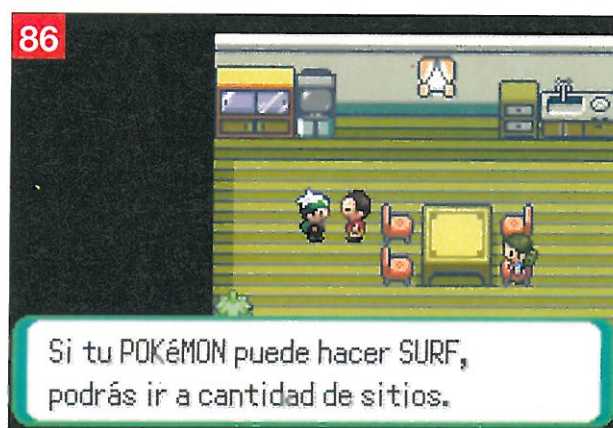 86
Si tu POKéMON puede hacer SURF,
podrás ir a cantidad de sitios.